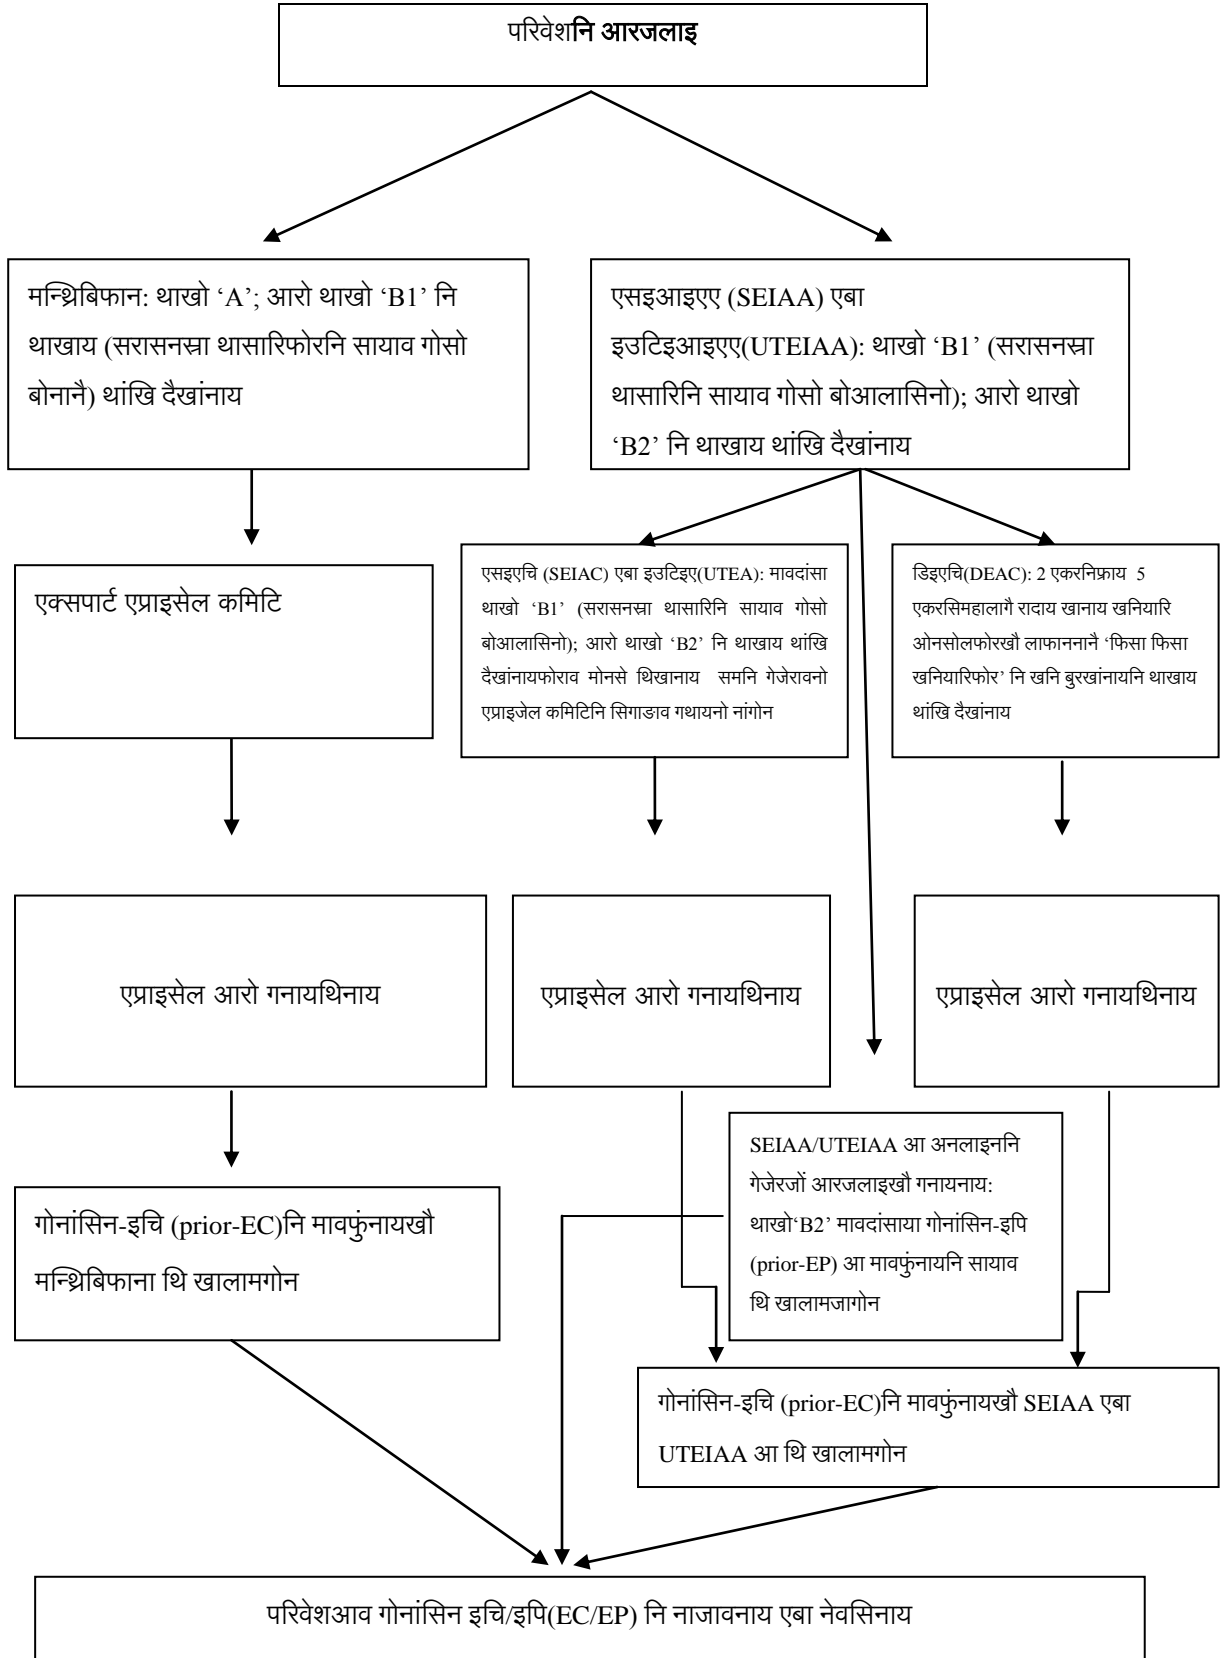 परिवेशनि आरजलाइ
मन्थ्रिबिफान: थाखो ‘A’; आरो थाखो ‘B1’ नि
थाखाय (सरासनस्रा थासारिफोरनि सायाव गोसो
बोनानै) थांखि दैखांनाय
एसइआइएए (SEIAA) एबा
इउटिइआइएए(UTEIAA): थाखो ‘B1’ (सरासनस्रा
थासारिनि सायाव गोसो बोआलासिनो); आरो थाखो
‘B2’ नि थाखाय थांखि दैखांनाय
एक्सपार्ट एप्राइसेल कमिटि
एसइएचि (SEIAC) एबा इउटिइए(UTEA): मावदांसा
थाखो ‘B1’ (सरासनस्रा थासारिनि सायाव गोसो
बोआलासिनो); आरो थाखो ‘B2’ नि थाखाय थांखि
दैखांनायफोराव मोनसे थिखानाय समनि गेजेरावनो
एप्राइजेल कमिटिनि सिगाङाव गथायनो नांगोन
डिइएचि(DEAC): 2 एकरनिफ्राय 5
एकरसिमहालागै रादाय खानाय खनियारि
ओनसोलफोरखौ लाफाननानै ‘फिसा फिसा
खनियारिफोर’ नि खनि बुरखांनायनि थाखाय
थांखि दैखांनाय
एप्राइसेल आरो गनायथिनाय
एप्राइसेल आरो गनायथिनाय
एप्राइसेल आरो गनायथिनाय
SEIAA/UTEIAA आ अनलाइननि
गेजेरजों आरजलाइखौ गनायनाय:
थाखो‘B2’ मावदांसाया गोनांसिन-इपि
(prior-EP) आ मावफुंनायनि सायाव
थि खालामजागोन
गोनांसिन-इचि (prior-EC)नि मावफुंनायखौ
मन्थ्रिबिफाना थि खालामगोन
गोनांसिन-इचि (prior-EC)नि मावफुंनायखौ SEIAA एबा
UTEIAA आ थि खालामगोन
परिवेशआव गोनांसिन इचि/इपि(EC/EP) नि नाजावनाय एबा नेवसिनाय